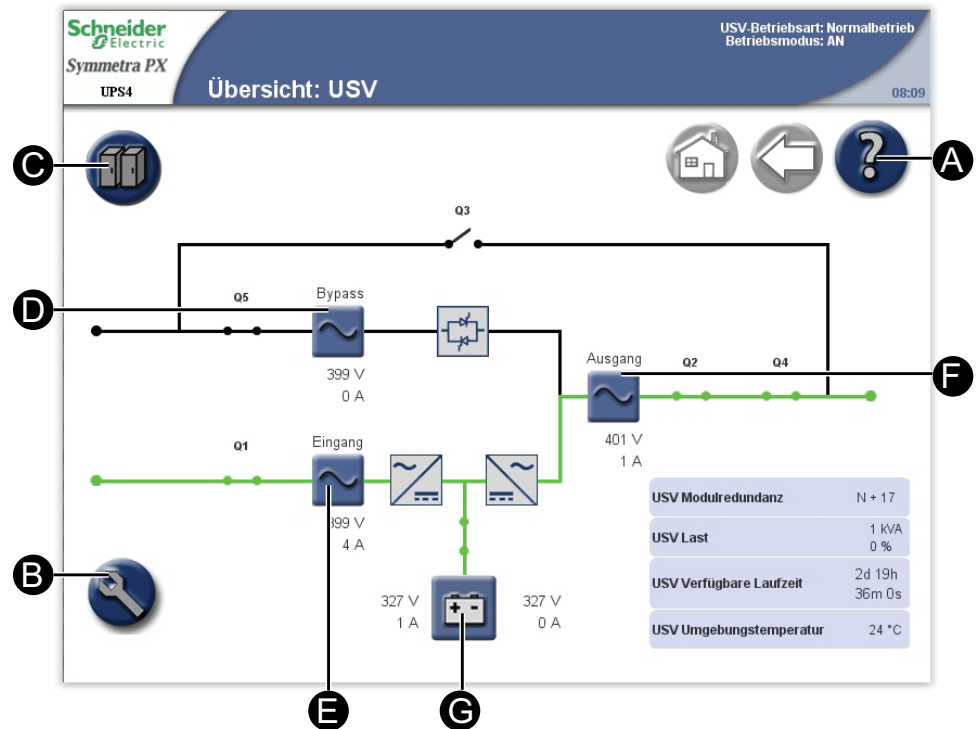 Schneider
Electric
Symmetra PX
UPS4
Übersicht: USV
USV-Betriebsart: Normalbetrieb
Betriebsmodus: AN
08:09
C
A
Q3
D
Q5
Bypass
399 V
0 A
Ausgang
Q2
Q4
F
401 V
1 A
Q1
Eingang
399 V
4 A
USV Modulredundanz N + 17
USV Last 1 kVA
0 %
USV Verfügbare Laufzeit 2d 19h
36m 0s
USV Umgebungstemperatur 24 °C
B
327 V
1 A
327 V
0 A
E
G